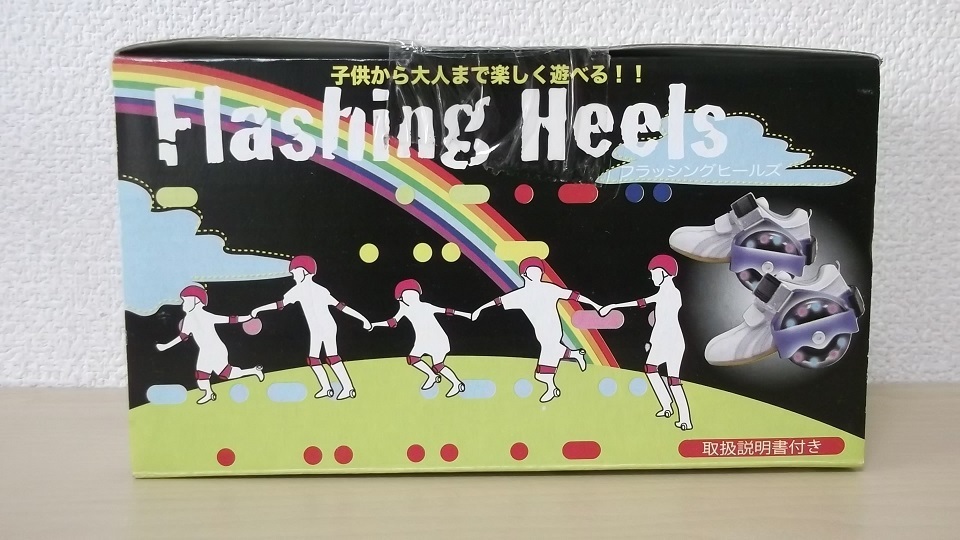 子供から大人まで楽しく遊べる！！
Flashing Heels
フラッシングヒールズ
取扱説明書付き